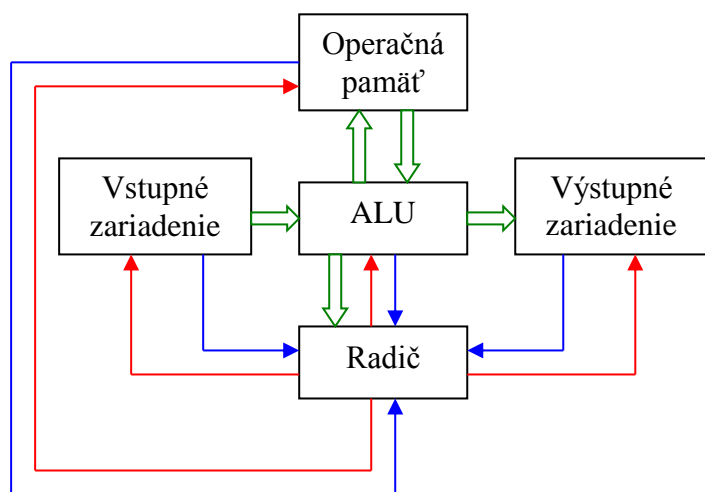 Operačná
pamäť
Vstupné
zariadenie
ALU
Výstupné
zariadenie
Radič